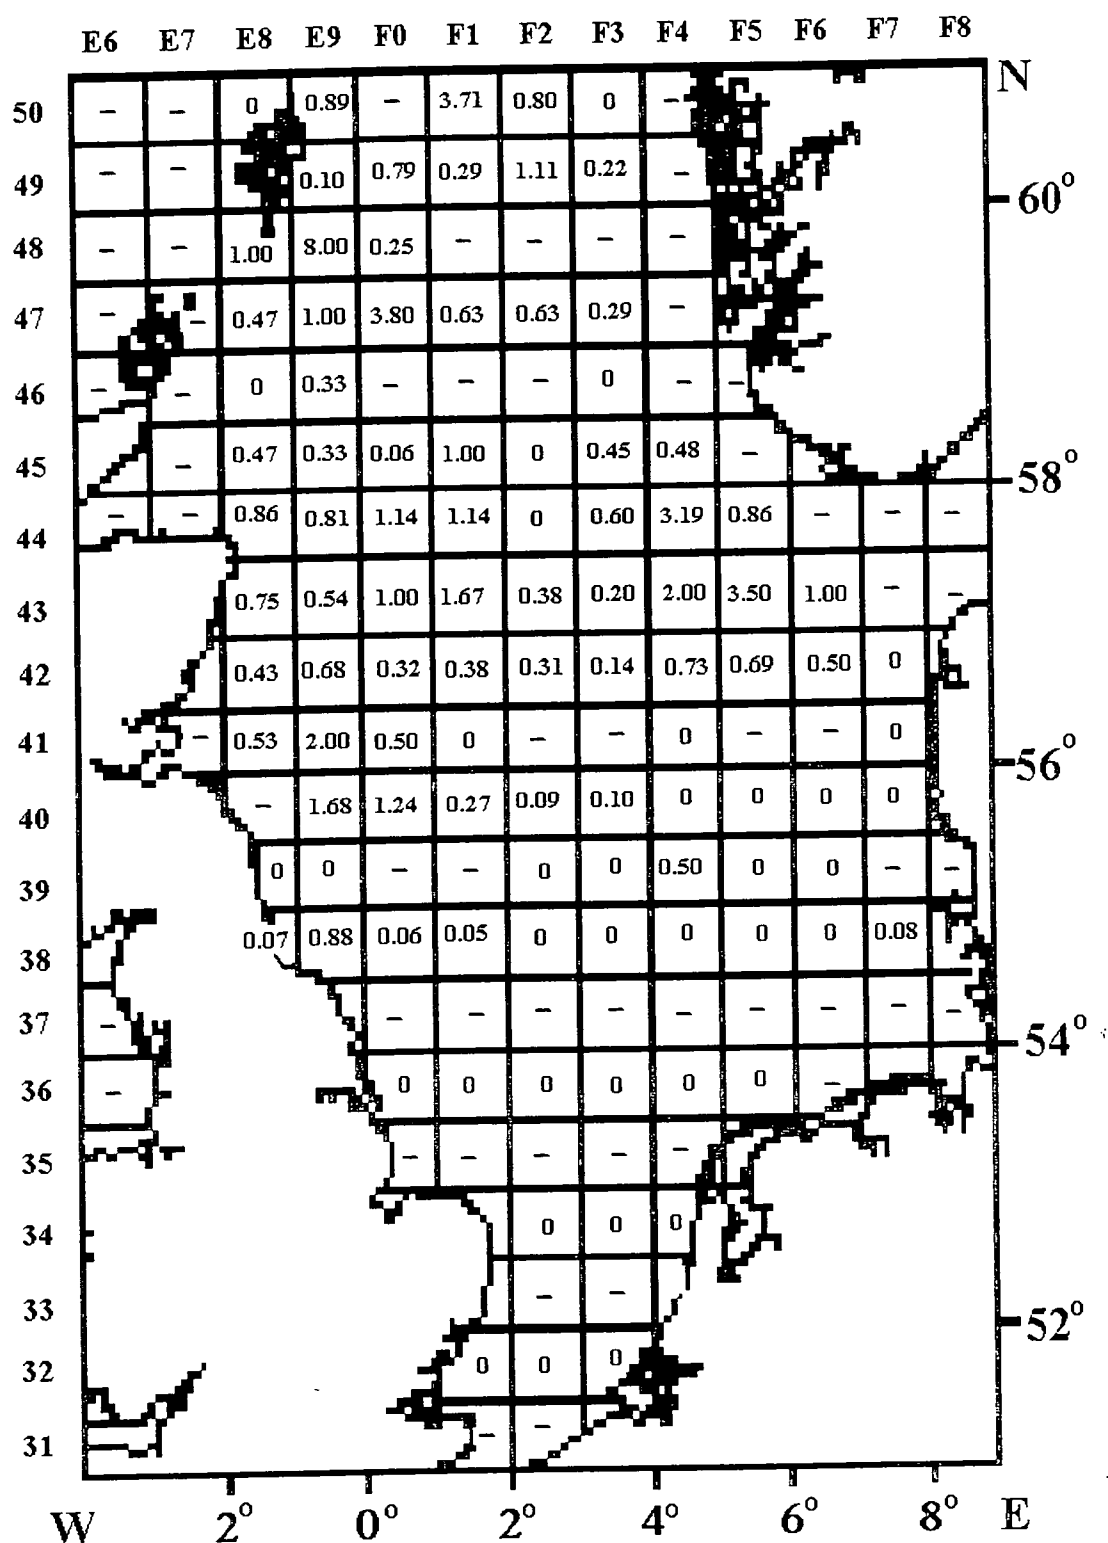 E6 E7 E8 E9 F0 F1 F2 F3 F4 F5 F6 F7 F8
N
50 – – 0 0.89 – 3.71 0.80 0 –
49 – – 0.10 0.79 0.29 1.11 0.22 –
60°
48 – – 1.00 8.00 0.25 – – – –
47 – – 0.47 1.00 3.80 0.63 0.63 0.29 –
46 – – 0 0.33 – – – 0 – –
45 – 0.47 0.33 0.06 1.00 0 0.45 0.48 –
58°
44 – – 0.86 0.81 1.14 1.14 0 0.60 3.19 0.86 – – –
43 0.75 0.54 1.00 1.67 0.38 0.20 2.00 3.50 1.00 – –
42 0.43 0.68 0.32 0.38 0.31 0.14 0.73 0.69 0.50 0
41 – 0.53 2.00 0.50 0 – – 0 – – 0
56°
40 – 1.68 1.24 0.27 0.09 0.10 0 0 0 0
39 0 0 – – 0 0 0.50 0 0 – –
38 0.07 0.88 0.06 0.05 0 0 0 0 0 0.08
37 – – – – – – – – – –
54°
36 – 0 0 0 0 0 0 –
35 – – – – –
34 0 0 0
33 – –
52°
32 0 0 0
31 – –
W 2° 0° 2° 4° 6° 8° E